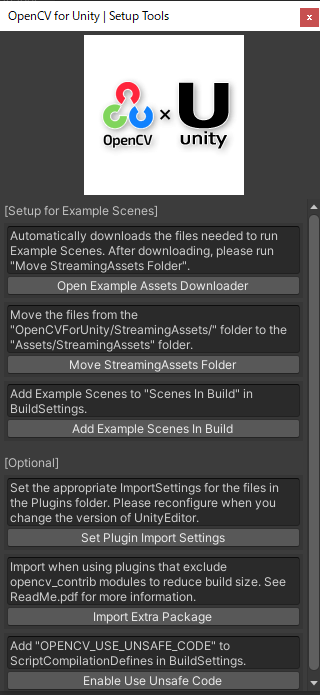 OpenCV for Unity | Setup Tools
x
OpenCV × unity
[Setup for Example Scenes]
Automatically downloads the files needed to run
Example Scenes. After downloading, please run
"Move StreamingAssets Folder".
Open Example Assets Downloader
Move the files from the
"OpenCVForUnity/StreamingAssets/" folder to the
"Assets/StreamingAssets" folder.
Move StreamingAssets Folder
Add Example Scenes to "Scenes In Build" in
BuildSettings.
Add Example Scenes In Build
[Optional]
Set the appropriate ImportSettings for the files in
the Plugins folder. Please reconfigure when you
change the version of UnityEditor.
Set Plugin Import Settings
Import when using plugins that exclude
opencv_contrib modules to reduce build size. See
ReadMe.pdf for more information.
Import Extra Package
Add "OPENCV_USE_UNSAFE_CODE" to
ScriptCompilationDefines in BuildSettings.
Enable Use Unsafe Code